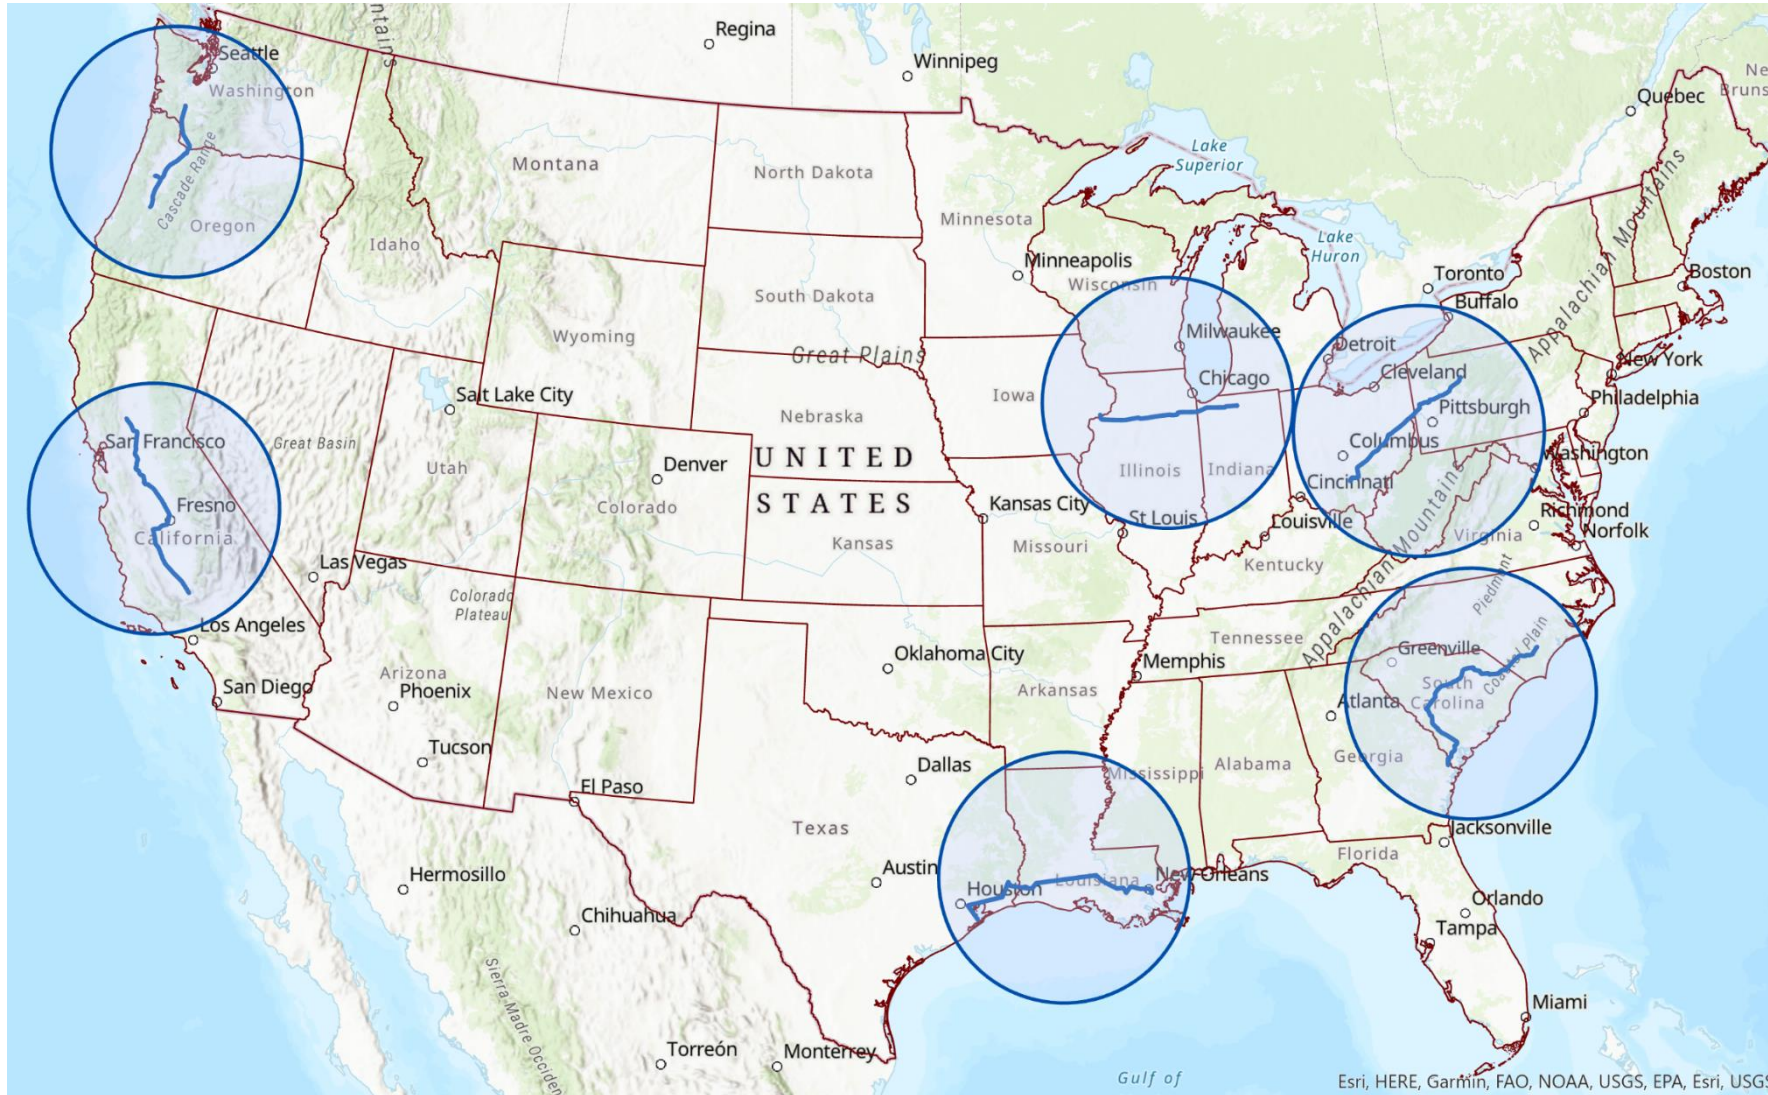 Regina
Winnipeg
Seattle
Washington
Ne
Bruns
Quebec
ntains
Lake
Superior
Montana
North Dakota
Cascade Range
Oregon
Idaho
Minnesota
Lake
Huron
Minneapolis
Wisconsin
Toronto
Boston
Buffalo
Appalachian Mountains
South Dakota
Wyoming
Great Plains
Milwaukee
Detroit
New York
Chicago
Cleveland
Salt Lake City
Iowa
Philadelphia
Nebraska
Pittsburgh
San Francisco
Great Basin
Columbus
UNITED
STATES
Denver
Utah
Illinois
Indiana
Washington
Cincinnati
Fresno
Colorado
Kansas City
St Louis
Louisville
Richmond
Norfolk
California
Kansas
Missouri
Virginia
Las Vegas
Kentucky
Appalachian Mountains
Piedmont
Colorado
Plateau
Los Angeles
Tennessee
Oklahoma City
Memphis
Greenville
Coastal Plain
Arizona
Phoenix
San Diego
New Mexico
Arkansas
South
Carolina
Atlanta
Tucson
Dallas
Mississippi
Alabama
Georgia
El Paso
Texas
Jacksonville
Florida
Austin
Hermosillo
Houston
Louisiana
New Orleans
Orlando
Chihuahua
Tampa
Sierra Madre Occiden
Miami
Torreón
Monterrey
Gulf of
Esri, HERE, Garmin, FAO, NOAA, USGS, EPA, Esri, USGS